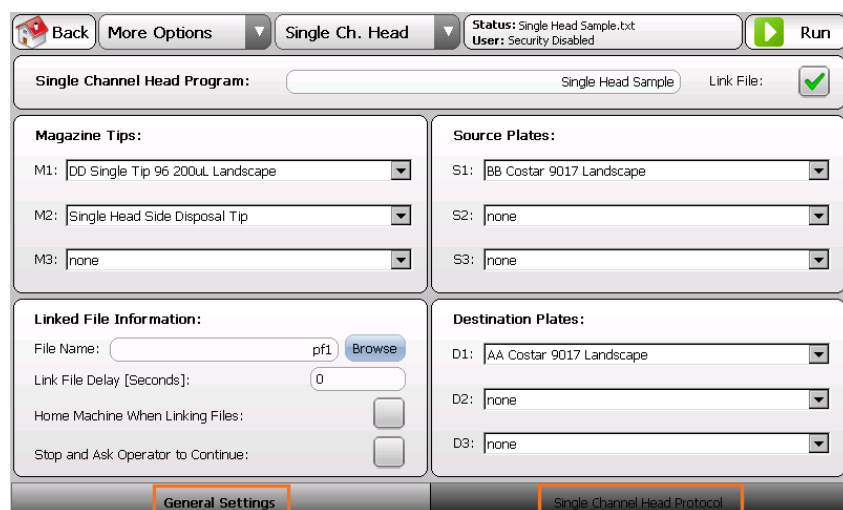 Back More Options Single Ch. Head Status: Single Head Sample.txt Run
User: Security Disabled
Single Channel Head Program: Single Head Sample Link File:
Magazine Tips:
M1: DD Single Tip 96 200uL Landscape
M2: Single Head Side Disposal Tip
M3: none
Source Plates:
S1: BB Costar 9017 Landscape
S2: none
S3: none
Linked File Information:
File Name: pf1 Browse
Link File Delay [Seconds]: 0
Home Machine When Linking Files:
Stop and Ask Operator to Continue:
Destination Plates:
D1: AA Costar 9017 Landscape
D2: none
D3: none
General Settings Single Channel Head Protocol